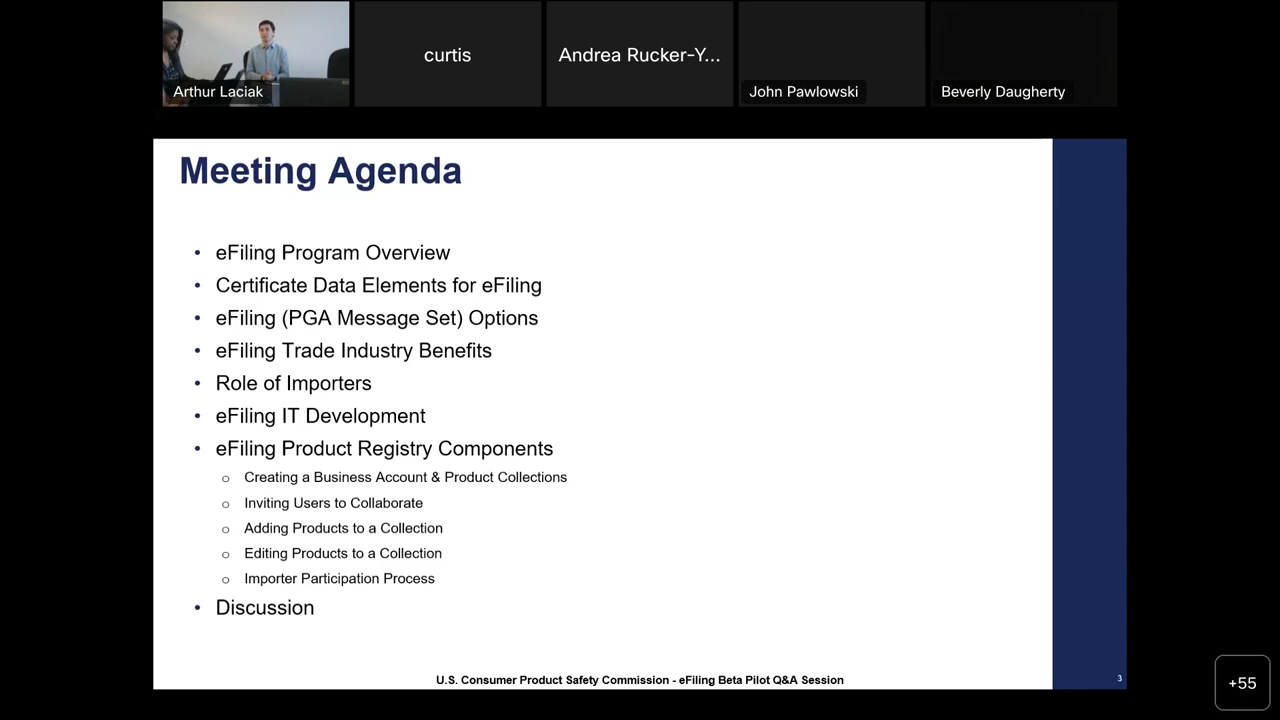 Arthur Laciak
curtis
Andrea Rucker-Y...
John Pawlowski
Beverly Daugherty
Meeting Agenda
• eFiling Program Overview
• Certificate Data Elements for eFiling
• eFiling (PGA Message Set) Options
• eFiling Trade Industry Benefits
• Role of Importers
• eFiling IT Development
• eFiling Product Registry Components
o Creating a Business Account & Product Collections
o Inviting Users to Collaborate
o Adding Products to a Collection
o Editing Products to a Collection
o Importer Participation Process
• Discussion
U.S. Consumer Product Safety Commission - eFiling Beta Pilot Q&A Session
3
+55